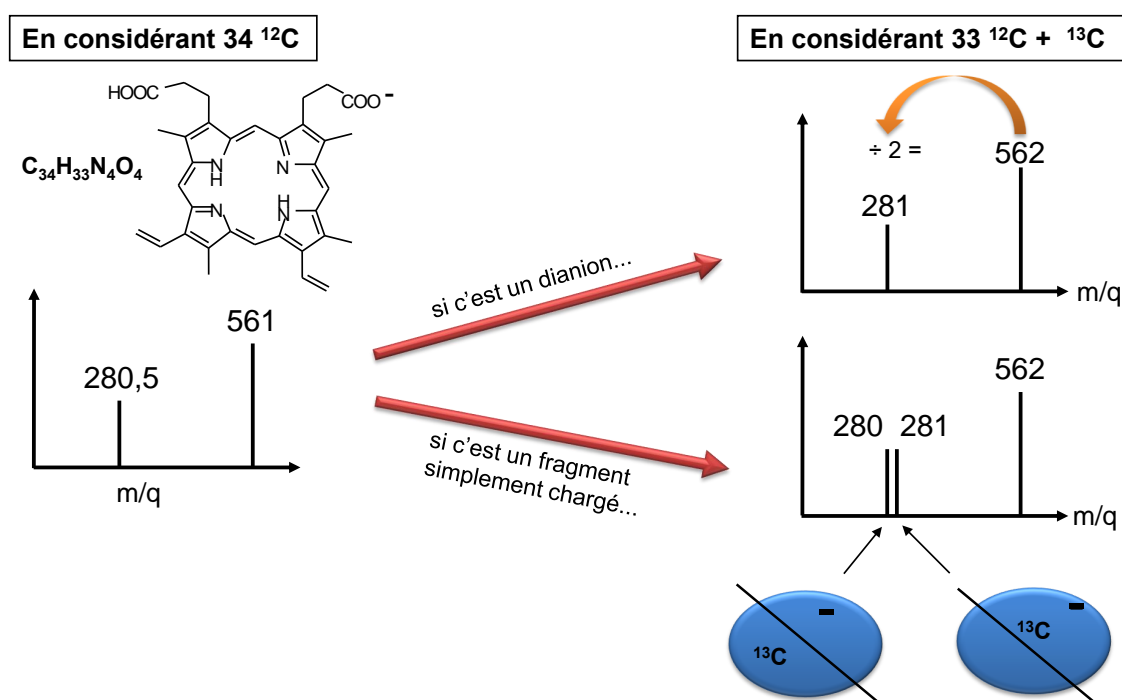 En considérant 34 ¹²C
HOOC
COO⁻
C₃₄H₃₃N₄O₄
N
H
N
H
N
N
561
280,5
m/q
si c'est un dianion...
si c'est un fragment
simplement chargé...
En considérant 33 ¹²C + ¹³C
÷ 2 =
562
281
m/q
562
280
281
m/q
-
¹³C
-
¹³C